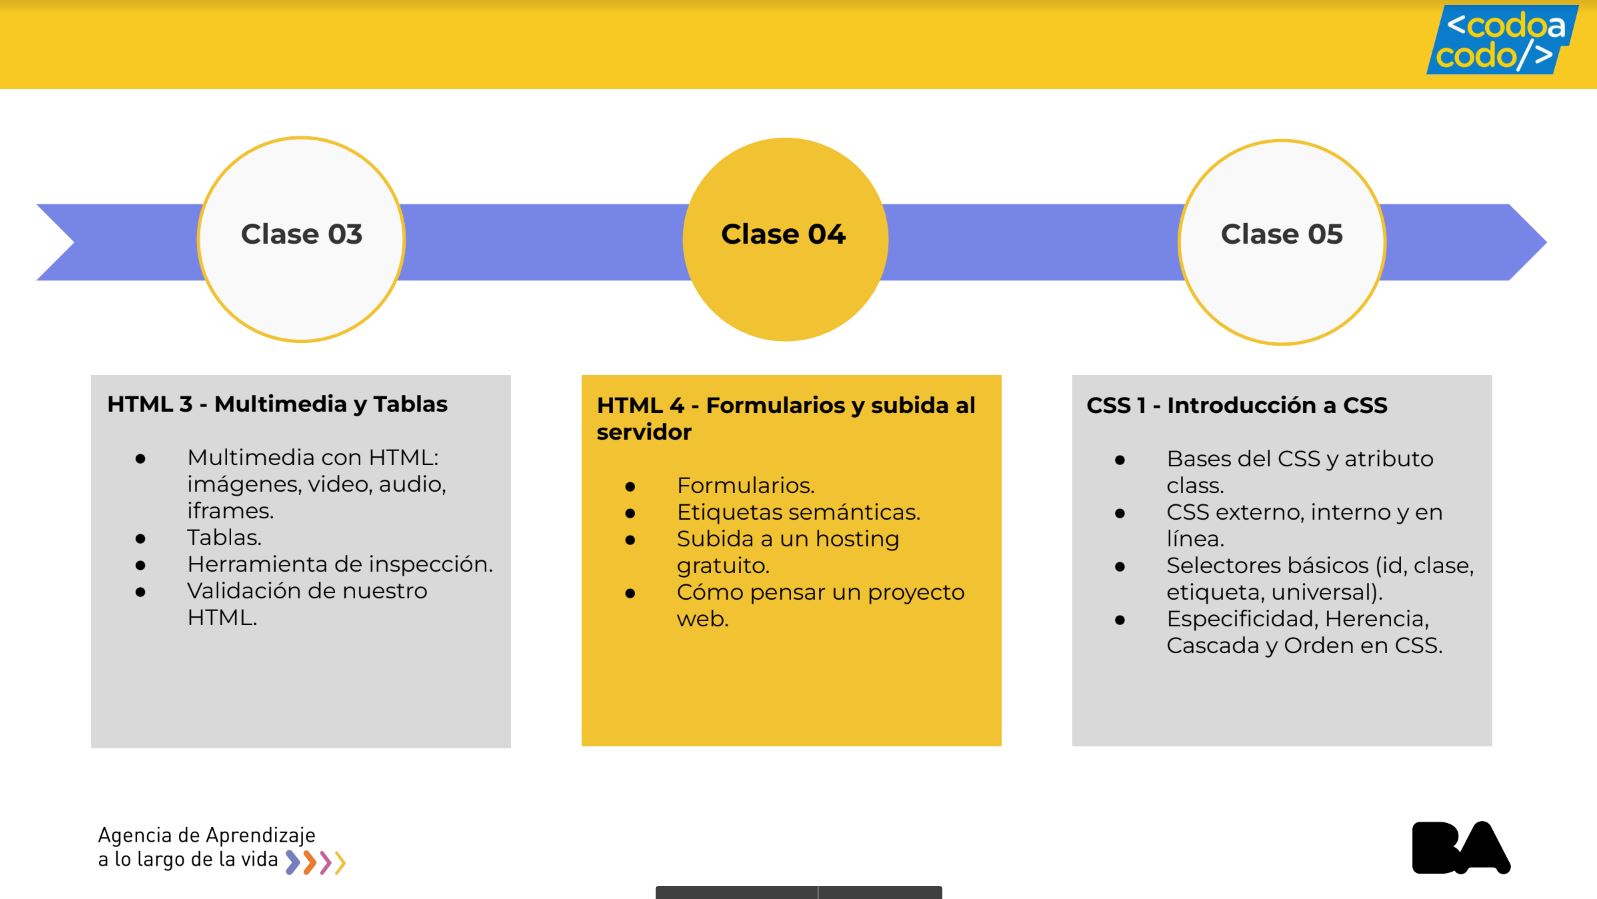 <codoa
codo/>
Clase 03
Clase 04
Clase 05
HTML 3 - Multimedia y Tablas
● Multimedia con HTML:
imágenes, video, audio,
iframes.
● Tablas.
● Herramienta de inspección.
● Validación de nuestro
HTML.
HTML 4 - Formularios y subida al
servidor
● Formularios.
● Etiquetas semánticas.
● Subida a un hosting
gratuito.
● Cómo pensar un proyecto
web.
CSS 1 - Introducción a CSS
● Bases del CSS y atributo
class.
● CSS externo, interno y en
línea.
● Selectores básicos (id, clase,
etiqueta, universal).
● Especificidad, Herencia,
Cascada y Orden en CSS.
Agencia de Aprendizaje
a lo largo de la vida
BA